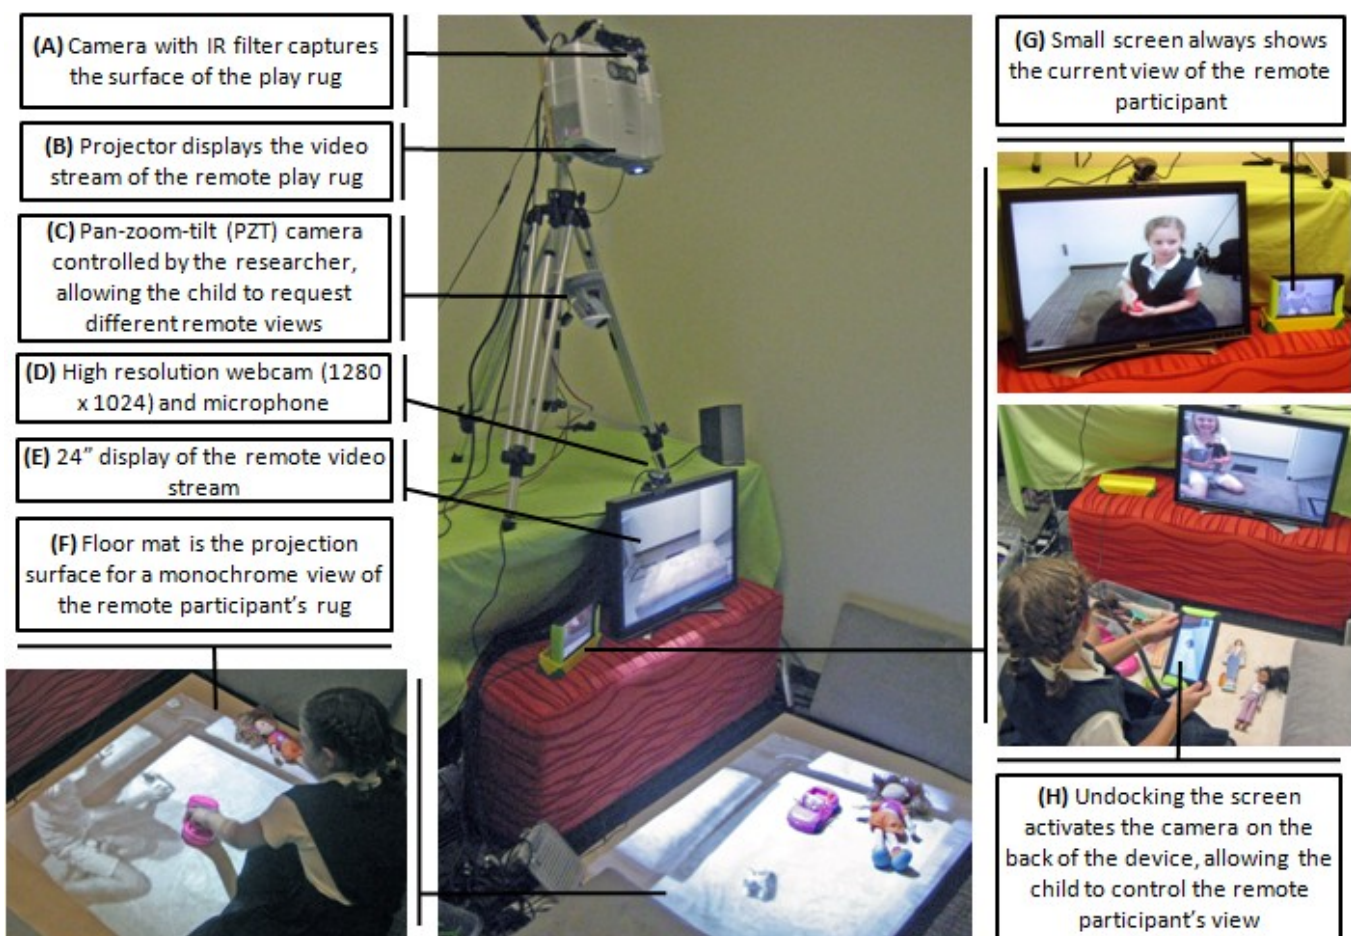 (A) Camera with IR filter captures
the surface of the play rug
(B) Projector displays the video
stream of the remote play rug
(C) Pan-zoom-tilt (PZT) camera
controlled by the researcher,
allowing the child to request
different remote views
(D) High resolution webcam (1280
x 1024) and microphone
(E) 24” display of the remote video
stream
(F) Floor mat is the projection
surface for a monochrome view of
the remote participant’s rug
(G) Small screen always shows
the current view of the remote
participant
(H) Undocking the screen
activates the camera on the
back of the device, allowing the
child to control the remote
participant’s view